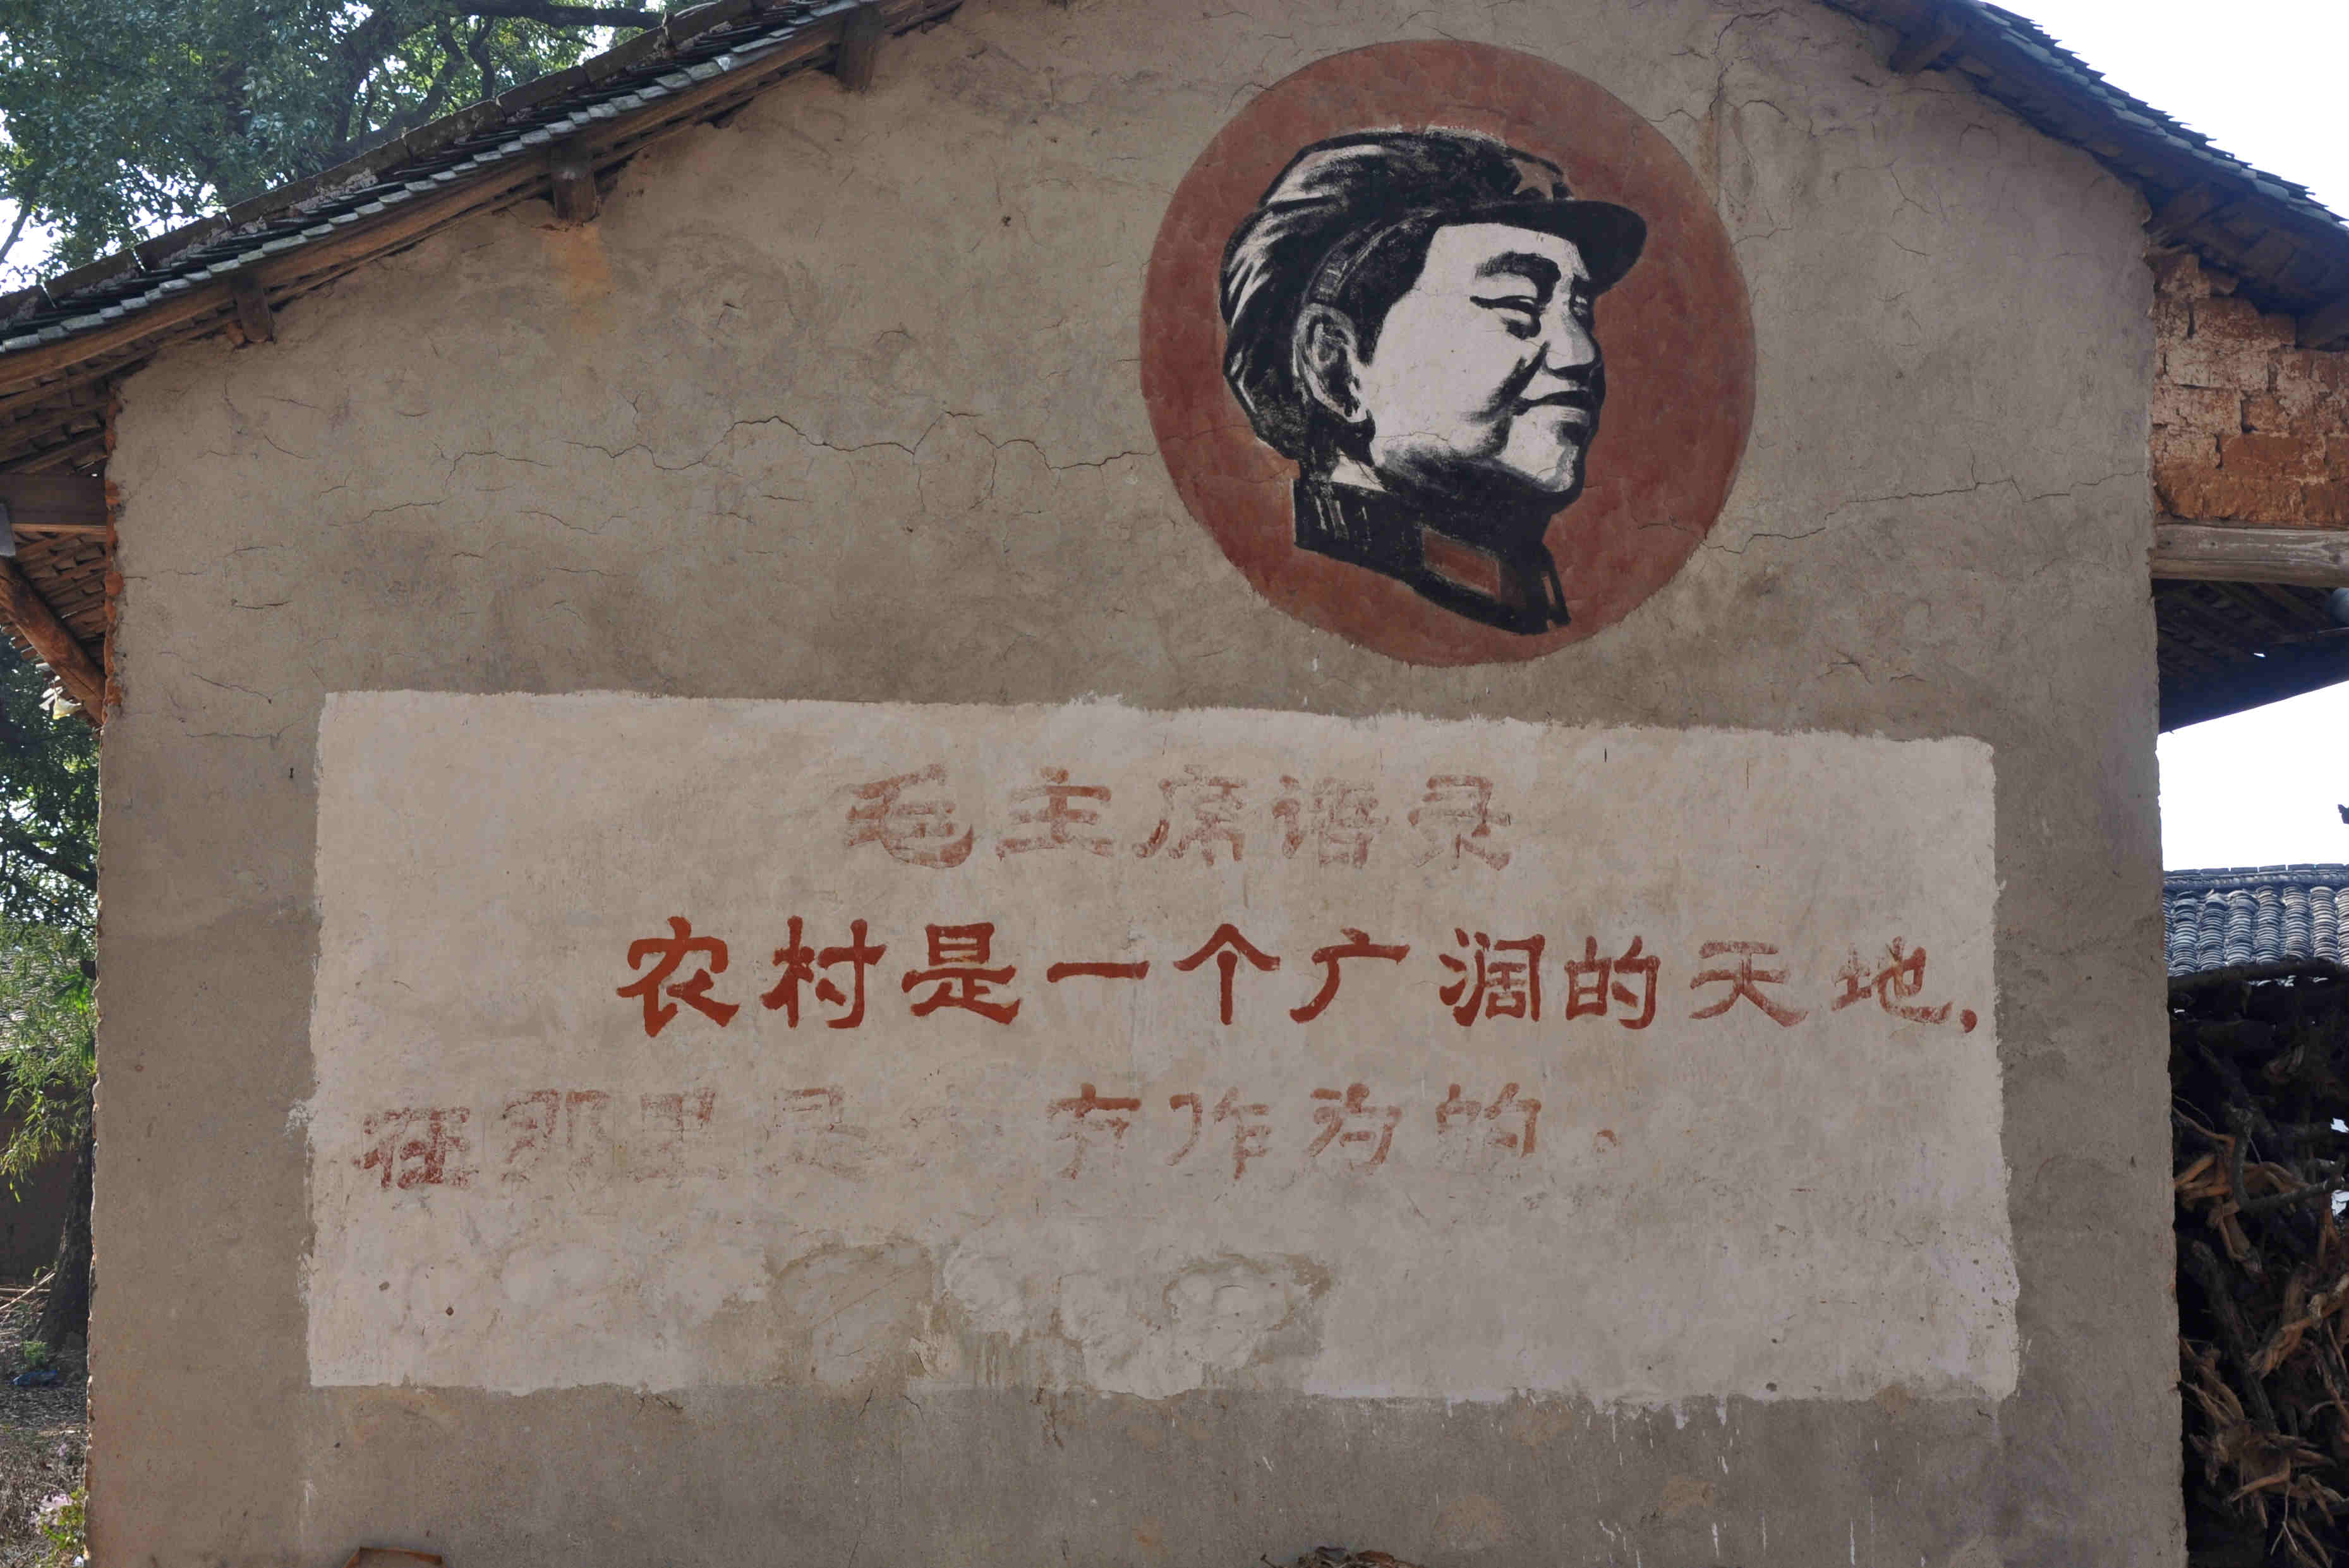 毛主席语录
农村是一个广阔的天地，
在那里是 有作为的。